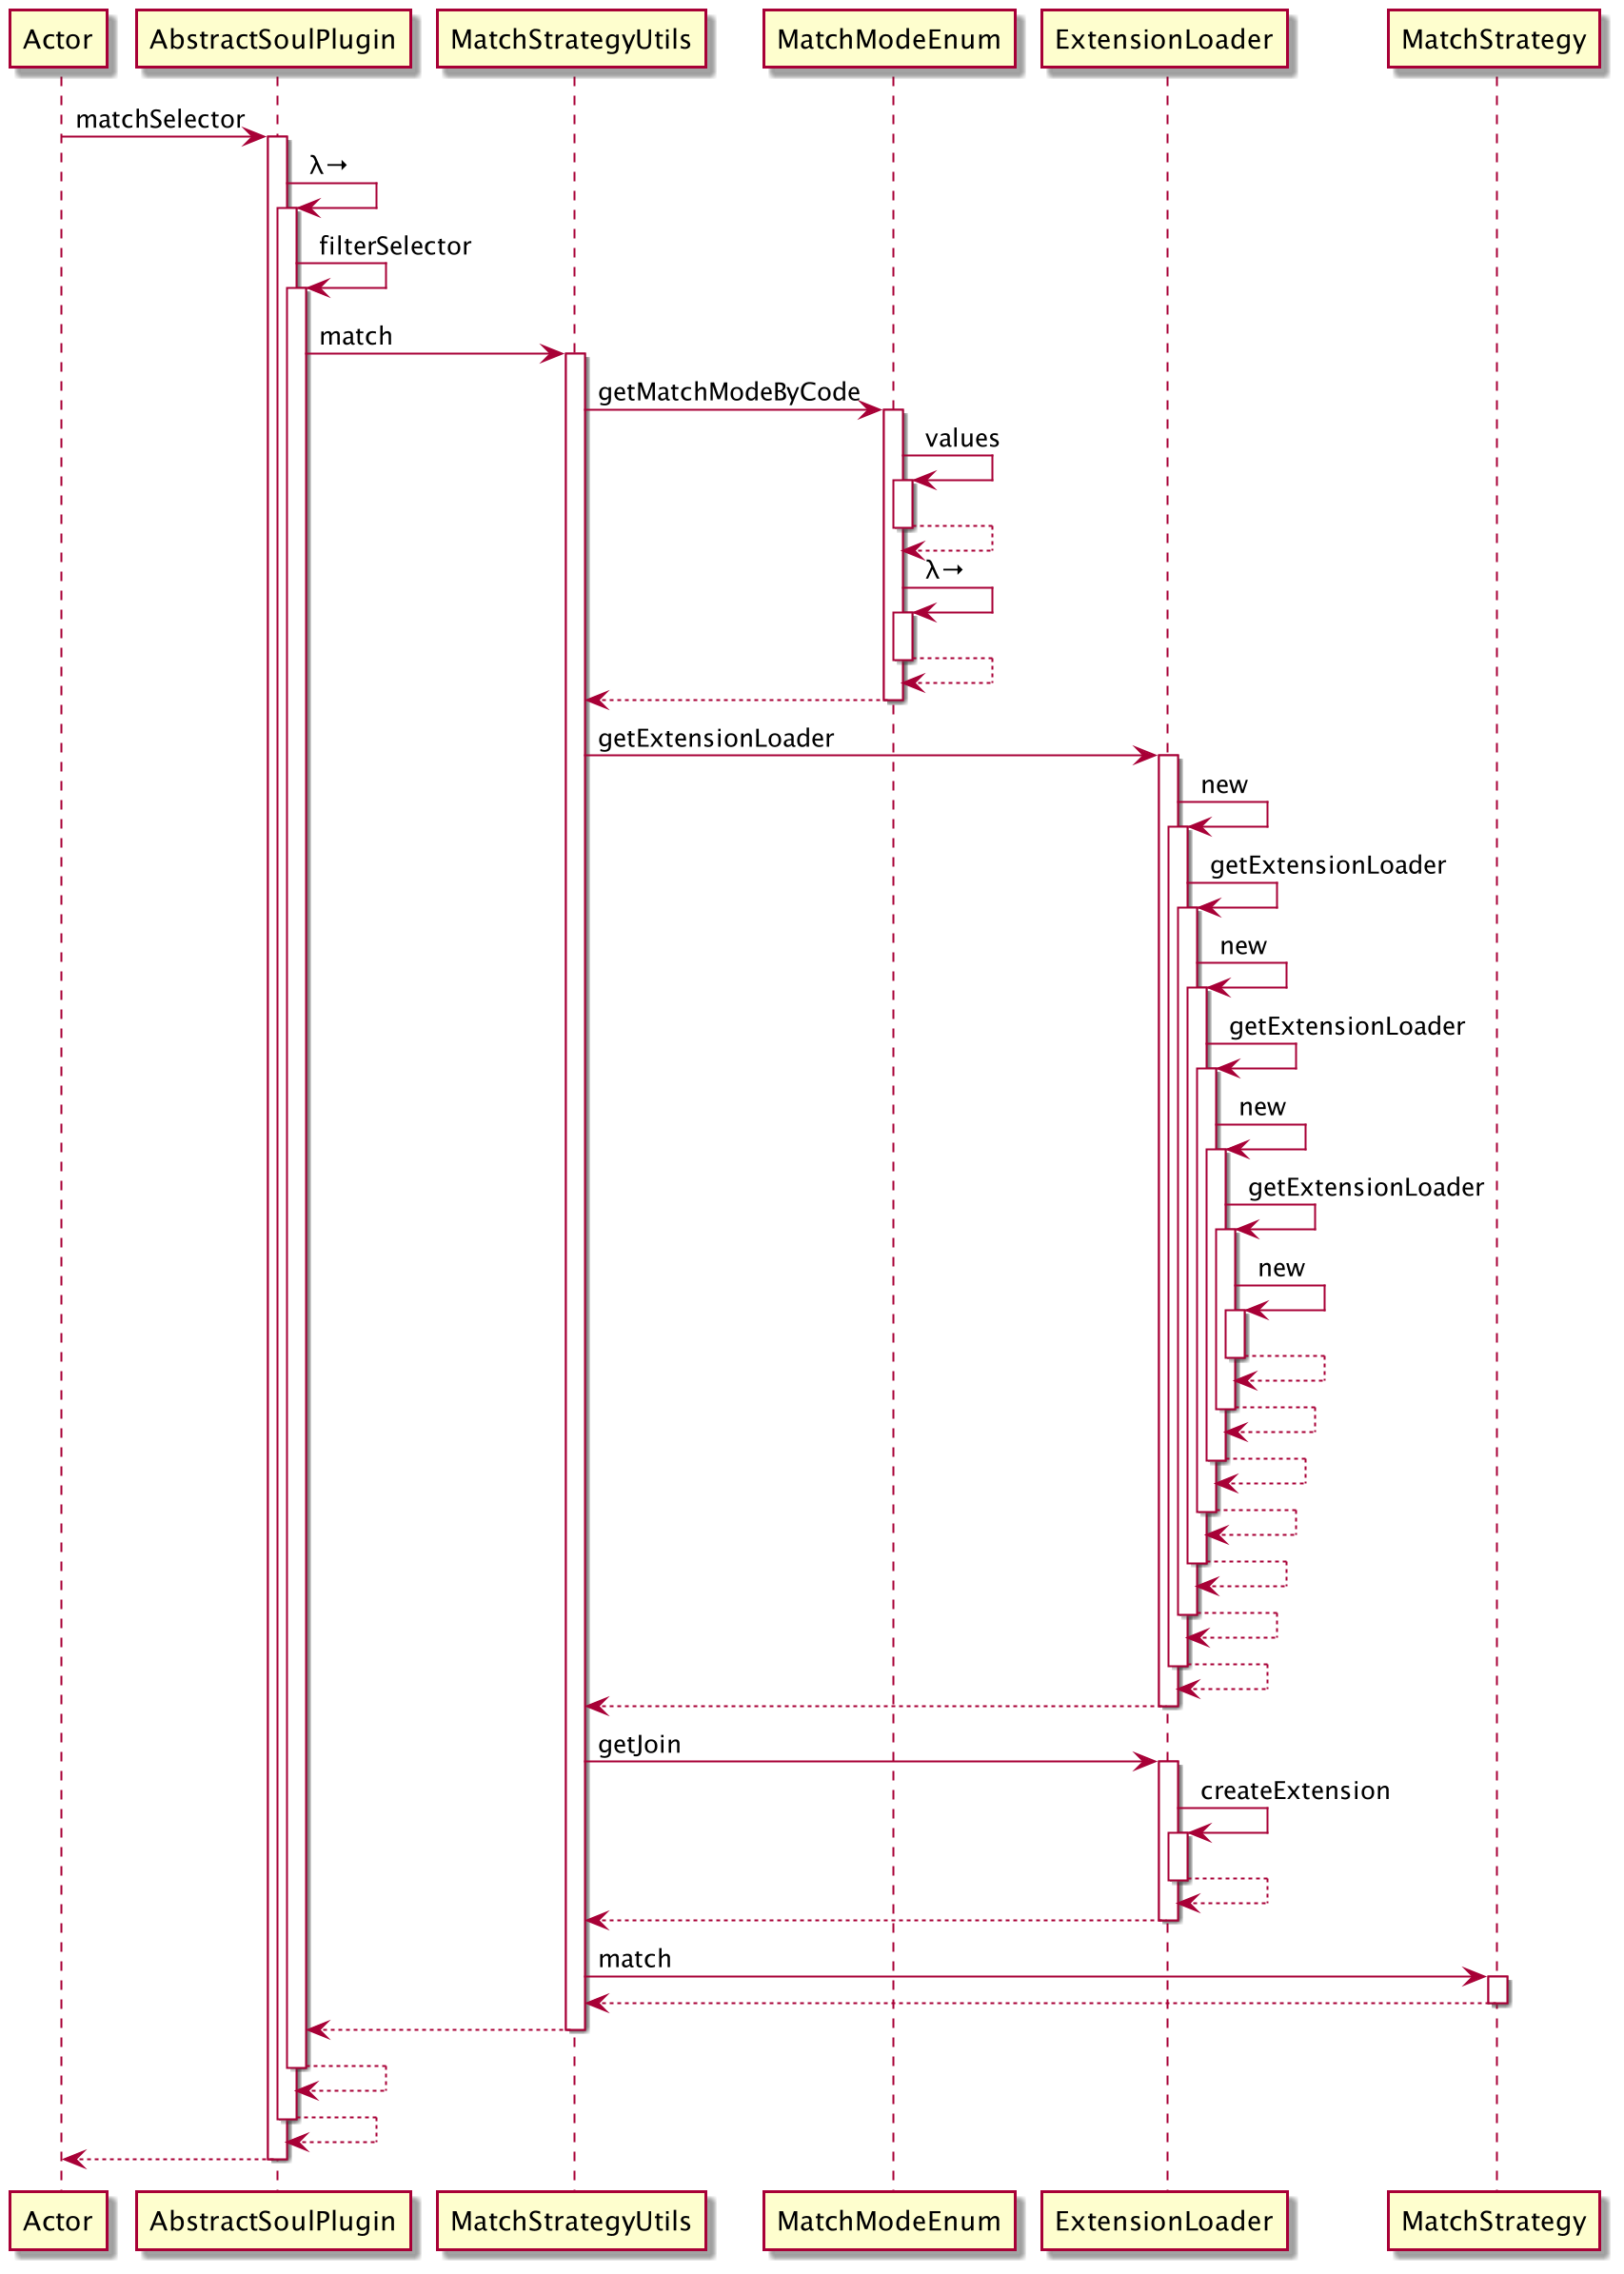 Actor
AbstractSoulPlugin
MatchStrategyUtils
MatchModeEnum
ExtensionLoader
MatchStrategy
matchSelector
λ→
filterSelector
match
getMatchModeByCode
values
λ→
getExtensionLoader
new
getExtensionLoader
new
getExtensionLoader
new
getExtensionLoader
new
getJoin
createExtension
match
Actor
AbstractSoulPlugin
MatchStrategyUtils
MatchModeEnum
ExtensionLoader
MatchStrategy